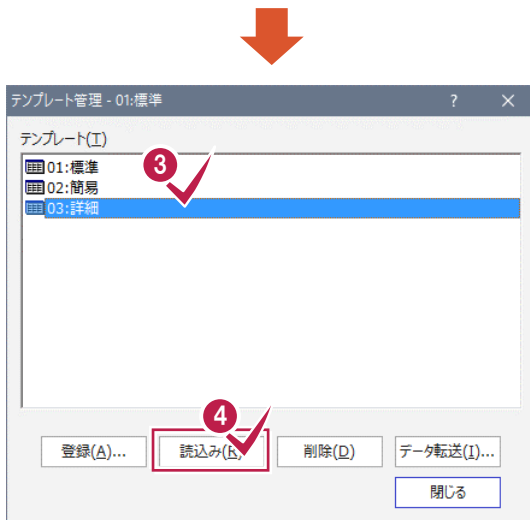 テンプレート管理 - 01:標準 ? ×
テンプレート(T)
3
01:標準
02:簡易
03:詳細
4
登録(A)... 読込み(R) 削除(D) データ転送(I)...
閉じる